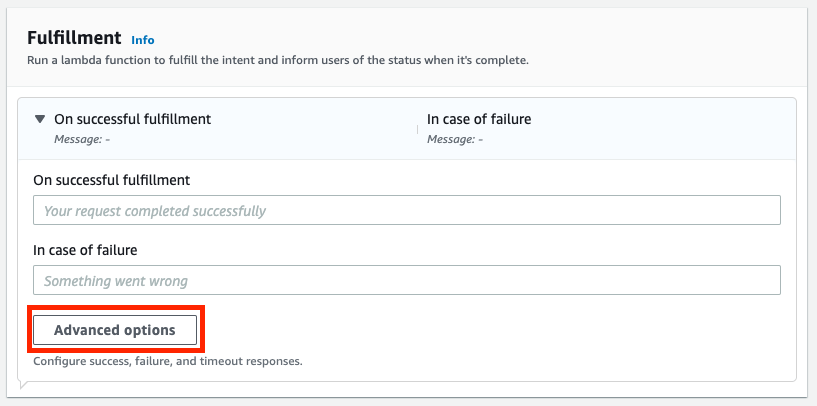 Fulfillment Info
Run a lambda function to fulfill the intent and inform users of the status when it's complete.
On successful fulfillment In case of failure
Message: - Message: -
On successful fulfillment
Your request completed successfully
In case of failure
Something went wrong
Advanced options
Configure success, failure, and timeout responses.